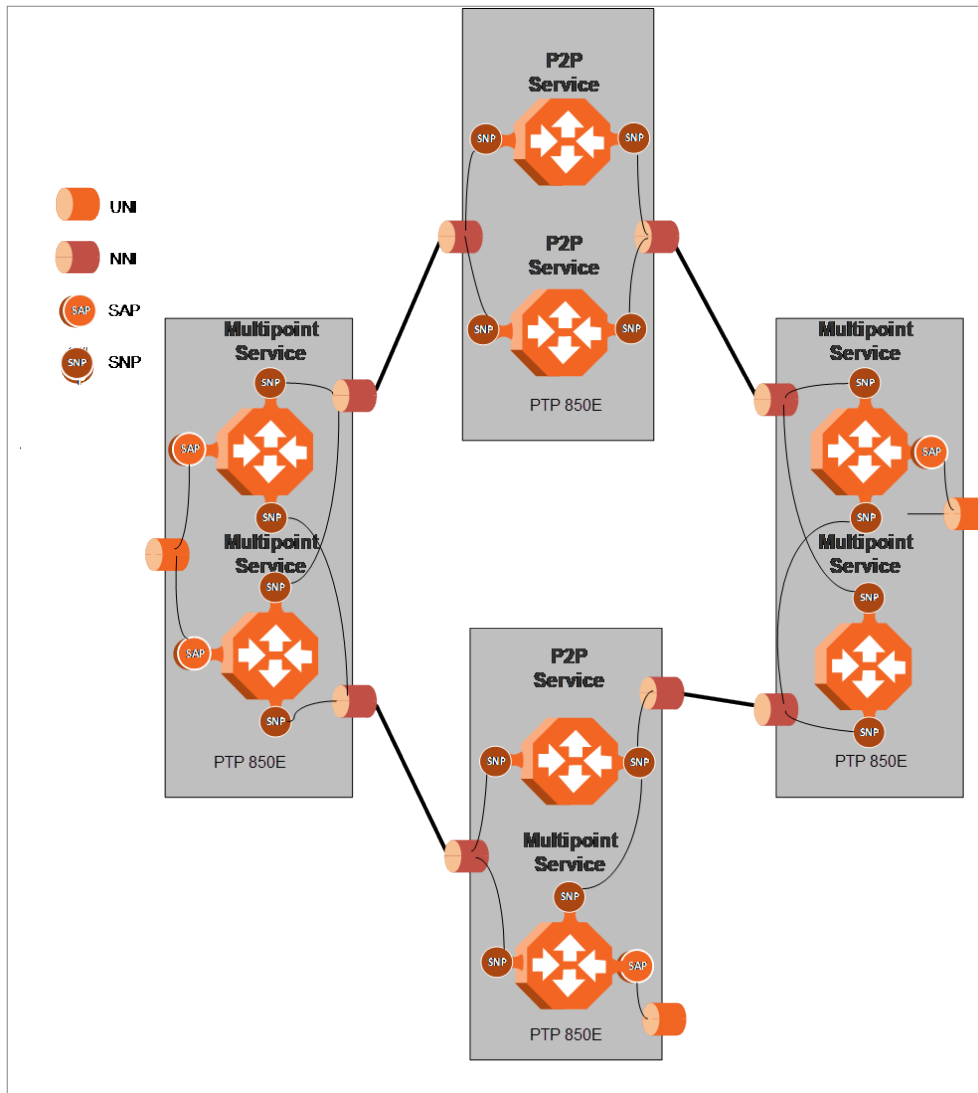 P2P
Service
SNP
SNP
P2P
Service
SNP
SNP
PTP 850E
UNI
NNI
SAP
SNP
SAP
SNP
Multipoint
Service
SNP
SAP
SNP
Multipoint
Service
SNP
SAP
SNP
PTP 850E
Multipoint
Service
SNP
SAP
SNP
Multipoint
Service
SNP
SNP
PTP 850E
P2P
Service
SNP
SNP
Multipoint
Service
SNP
SNP
SAP
PTP 850E